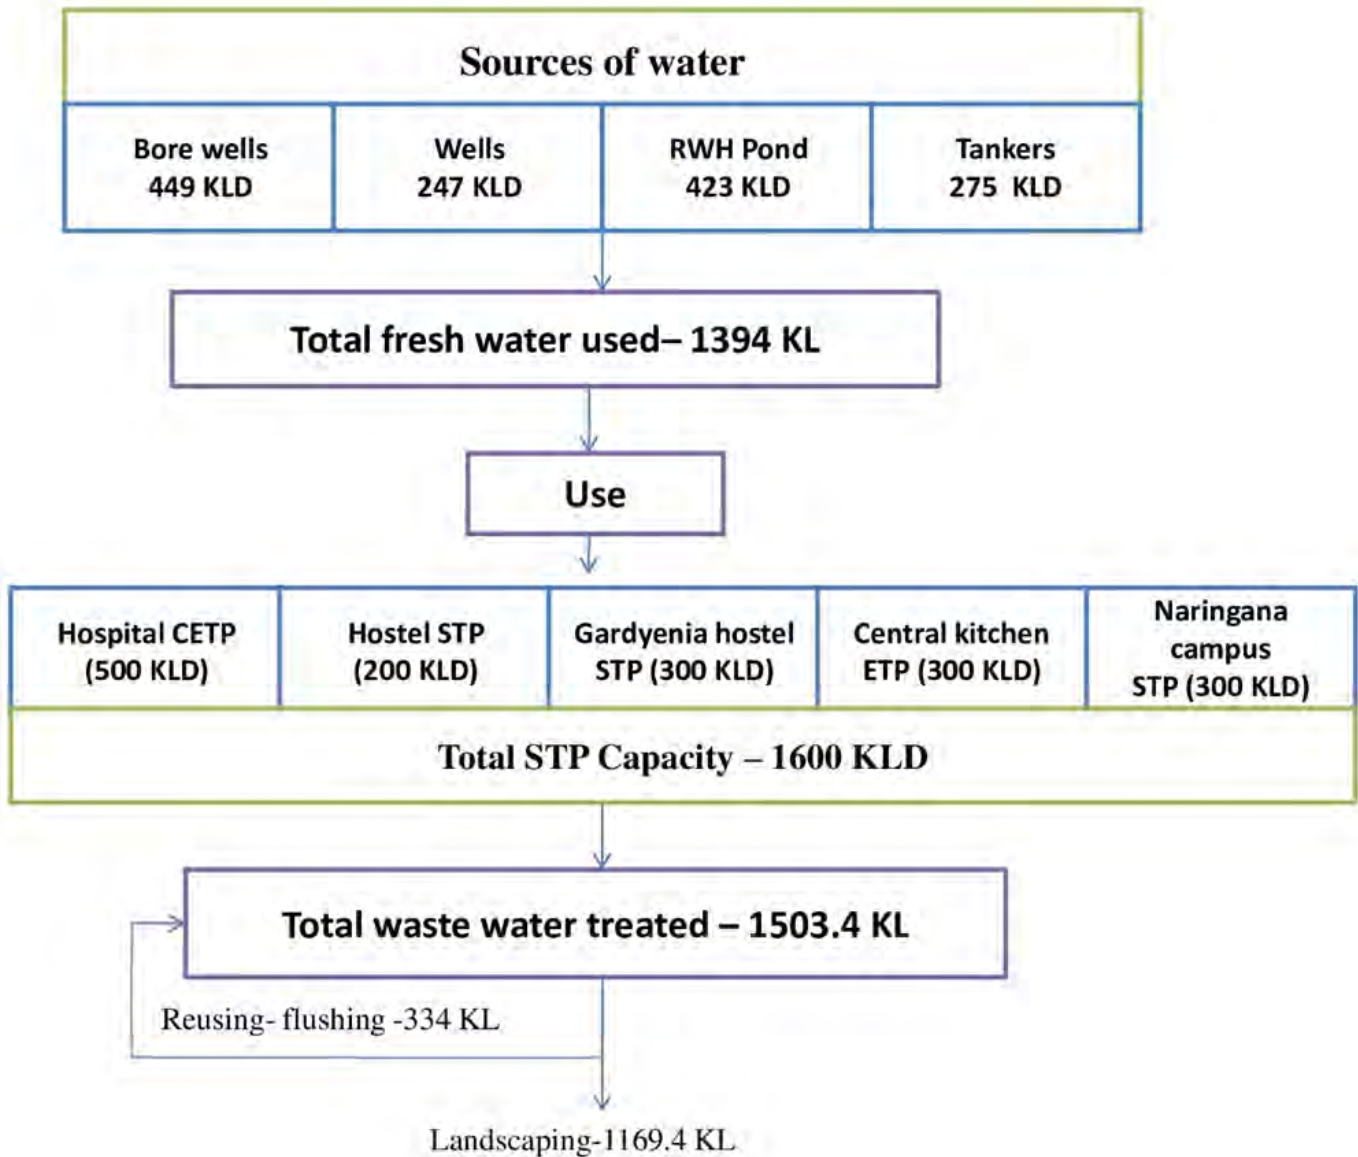 Sources of water
Bore wells
449 KLD
Wells
247 KLD
RWH Pond
423 KLD
Tankers
275 KLD
Total fresh water used– 1394 KL
Use
Hospital CETP
(500 KLD)
Hostel STP
(200 KLD)
Gardyenia hostel
STP (300 KLD)
Central kitchen
ETP (300 KLD)
Naringana
campus
STP (300 KLD)
Total STP Capacity – 1600 KLD
Total waste water treated – 1503.4 KL
Reusing- flushing -334 KL
Landscaping-1169.4 KL